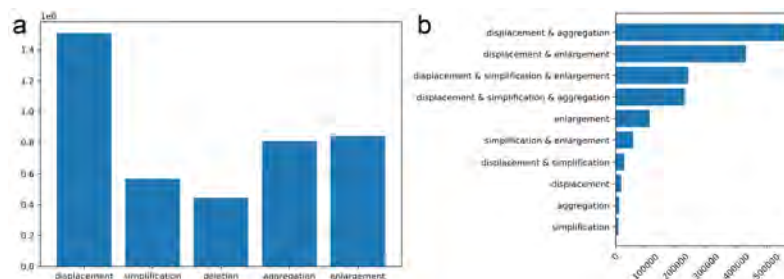 a
1e6
1.4
1.2
1.0
0.8
0.6
0.4
0.2
0.0
displacement simplification deletion aggregation enlargement
b
displacement & aggregation
displacement & enlargement
displacement & simplification & enlargement
displacement & simplification & aggregation
enlargement
simplification & enlargement
displacement & simplification
displacement
aggregation
simplification
0 100000 200000 300000 400000 500000